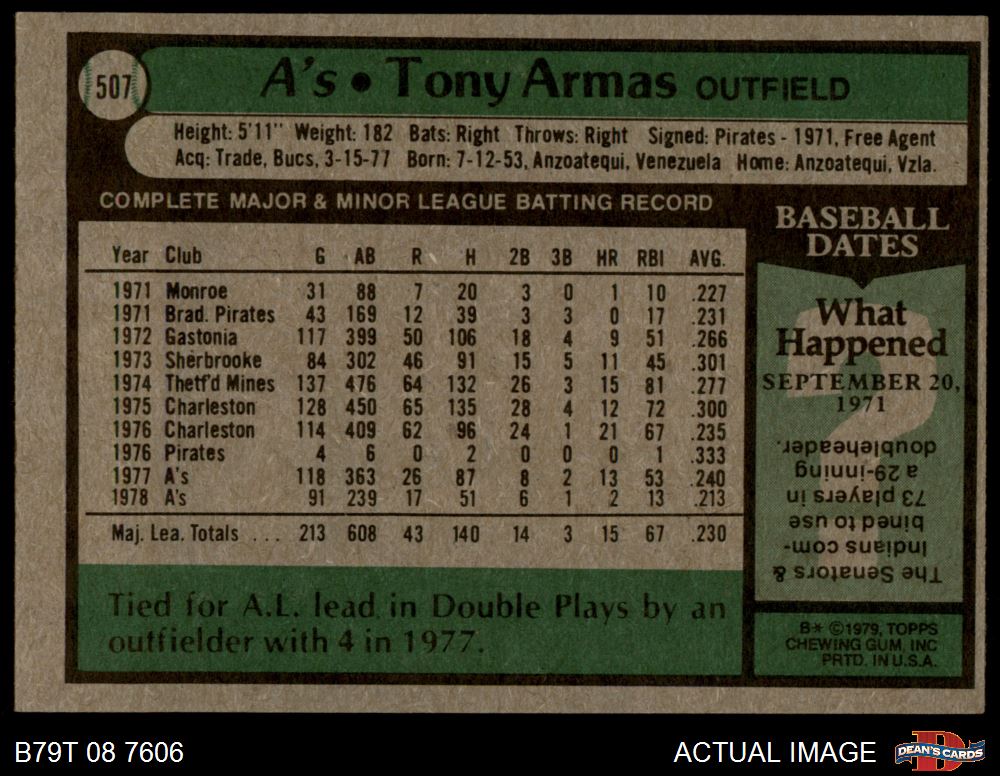 507
A's • Tony Armas OUTFIELD
Height: 5'11" Weight: 182 Bats: Right Throws: Right Signed: Pirates - 1971, Free Agent
Acq: Trade, Bucs, 3-15-77 Born: 7-12-53, Anzoatequi, Venezuela Home: Anzoatequi, Vzla.
COMPLETE MAJOR & MINOR LEAGUE BATTING RECORD
Year Club G AB R H 2B 3B HR RBI AVG.
1971 Monroe 31 88 7 20 3 0 1 10 .227
1971 Brad. Pirates 43 169 12 39 3 3 0 17 .231
1972 Gastonia 117 399 50 106 18 4 9 51 .266
1973 Sherbrooke 84 302 46 91 15 5 11 45 .301
1974 Thetf'd Mines 137 476 64 132 26 3 15 81 .277
1975 Charleston 128 450 65 135 28 4 12 72 .300
1976 Charleston 114 409 62 96 24 1 21 67 .235
1976 Pirates 4 6 0 2 0 0 0 1 .333
1977 A's 118 363 26 87 8 2 13 53 .240
1978 A's 91 239 17 51 6 1 2 13 .213
Maj. Lea. Totals ... 213 608 43 140 14 3 15 67 .230
Tied for A.L. lead in Double Plays by an
outfielder with 4 in 1977.
BASEBALL
DATES
What
Happened
SEPTEMBER 20,
1971
?
The Senators &
Indians com-
bined to use
73 players in
a 29-inning
doubleheader.
B* ©1979, TOPPS
CHEWING GUM, INC
PRTD. IN U.S.A.
B79T 08 7606
ACTUAL IMAGE
DEAN'S CARDS